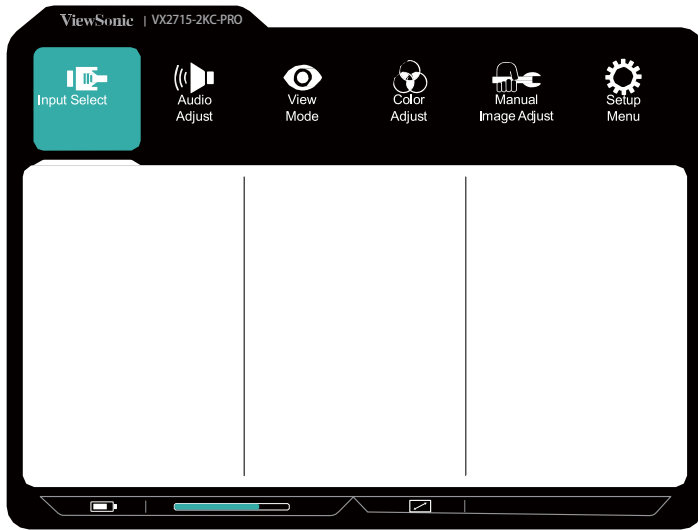 ViewSonic | VX2715-2KC-PRO
Input Select
Audio
Adjust
View
Mode
Color
Adjust
Manual
Image Adjust
Setup
Menu